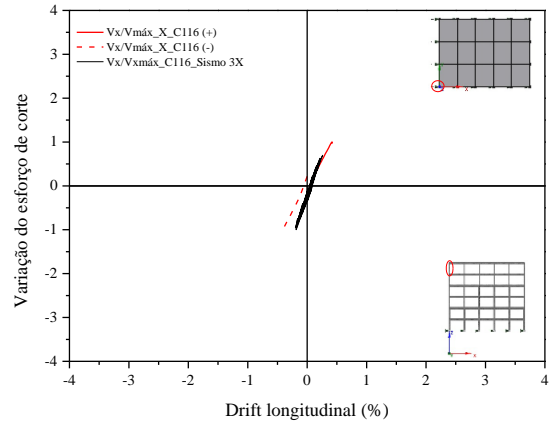 Vx/Vmáx_X_C116 (+)
Vx/Vmáx_X_C116 (-)
Vx/Vxmáx_C116_Sismo 3X
4
3
2
1
0
-1
-2
-3
-4
-4 -3 -2 -1 0 1 2 3 4
Variação do esforço de corte
Drift longitudinal (%)